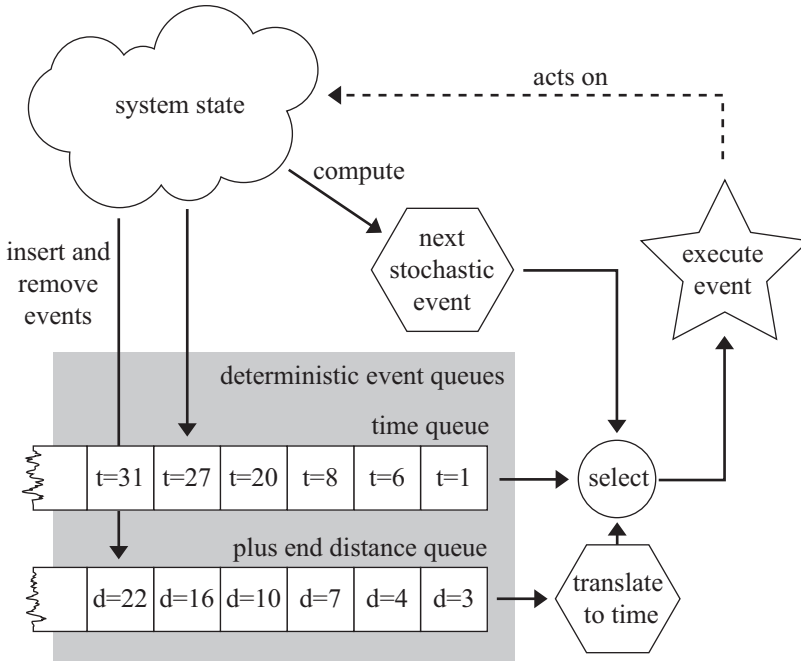 acts on
system state
compute
next
stochastic
event
execute
event
insert and
remove
events
deterministic event queues
time queue
t=31 t=27 t=20 t=8 t=6 t=1
select
plus end distance queue
d=22 d=16 d=10 d=7 d=4 d=3
translate
to time